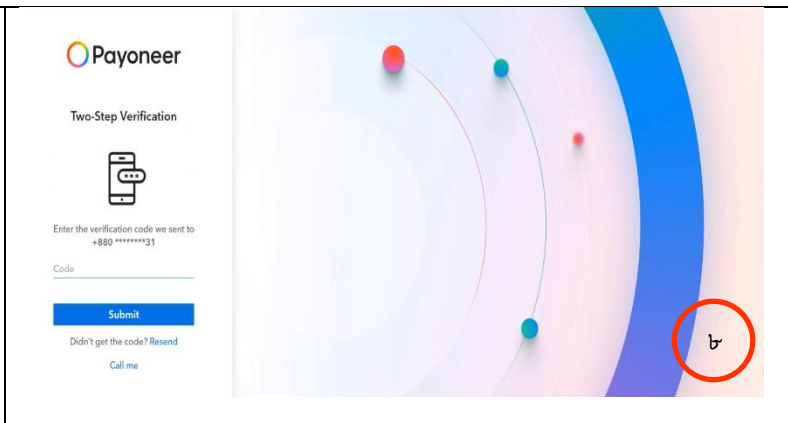 Payoneer
Two-Step Verification
Enter the verification code we sent to
+880 ********31
Code
Submit
Didn't get the code? Resend
Call me
৮